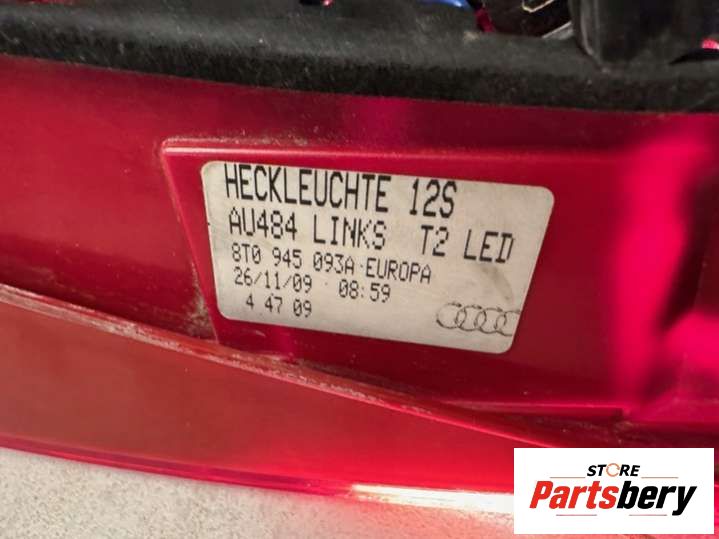 HECKLEUCHTE 12S
AU484 LINKS T2 LED
8T0 945 093A·EUROPA
26/11/09 08:59
4 47 09
STORE
Partsbery